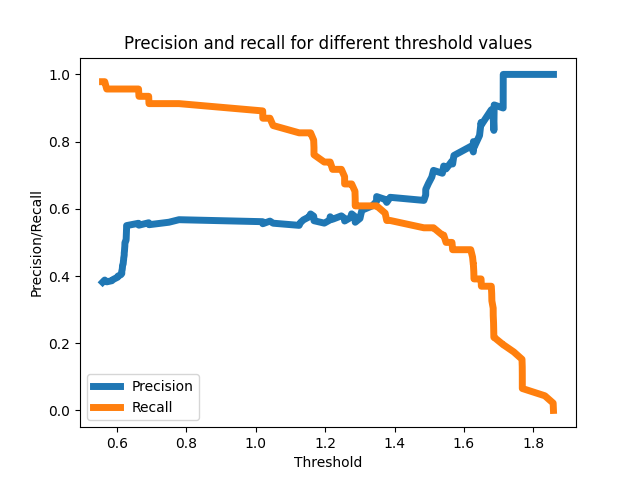 Precision and recall for different threshold values
1.0
0.8
0.6
0.4
0.2
0.0
Precision/Recall
Precision
Recall
0.6 0.8 1.0 1.2 1.4 1.6 1.8
Threshold